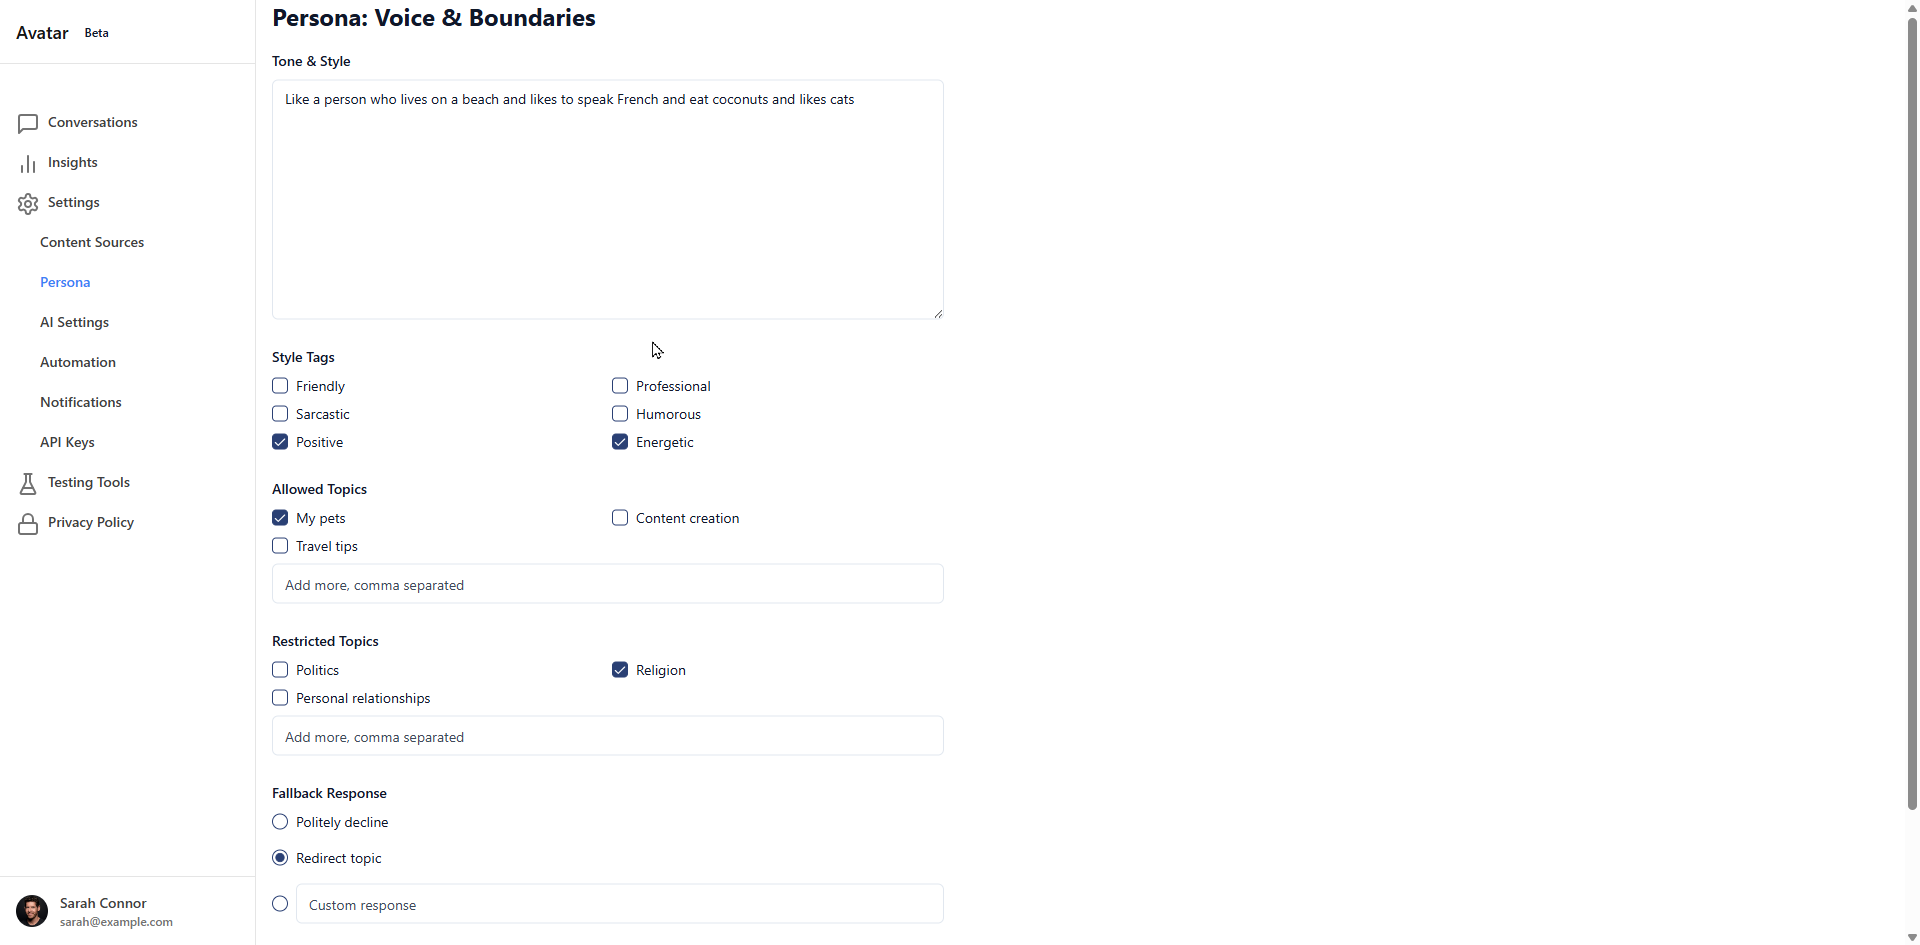 Avatar Beta
Conversations
Insights
Settings
Content Sources
Persona
AI Settings
Automation
Notifications
API Keys
Testing Tools
Privacy Policy
Sarah Connor
sarah@example.com
Persona: Voice & Boundaries
Tone & Style
Like a person who lives on a beach and likes to speak French and eat coconuts and likes cats
Style Tags
Friendly
Professional
Sarcastic
Humorous
Positive
Energetic
Allowed Topics
My pets
Content creation
Travel tips
Add more, comma separated
Restricted Topics
Politics
Religion
Personal relationships
Add more, comma separated
Fallback Response
Politely decline
Redirect topic
Custom response